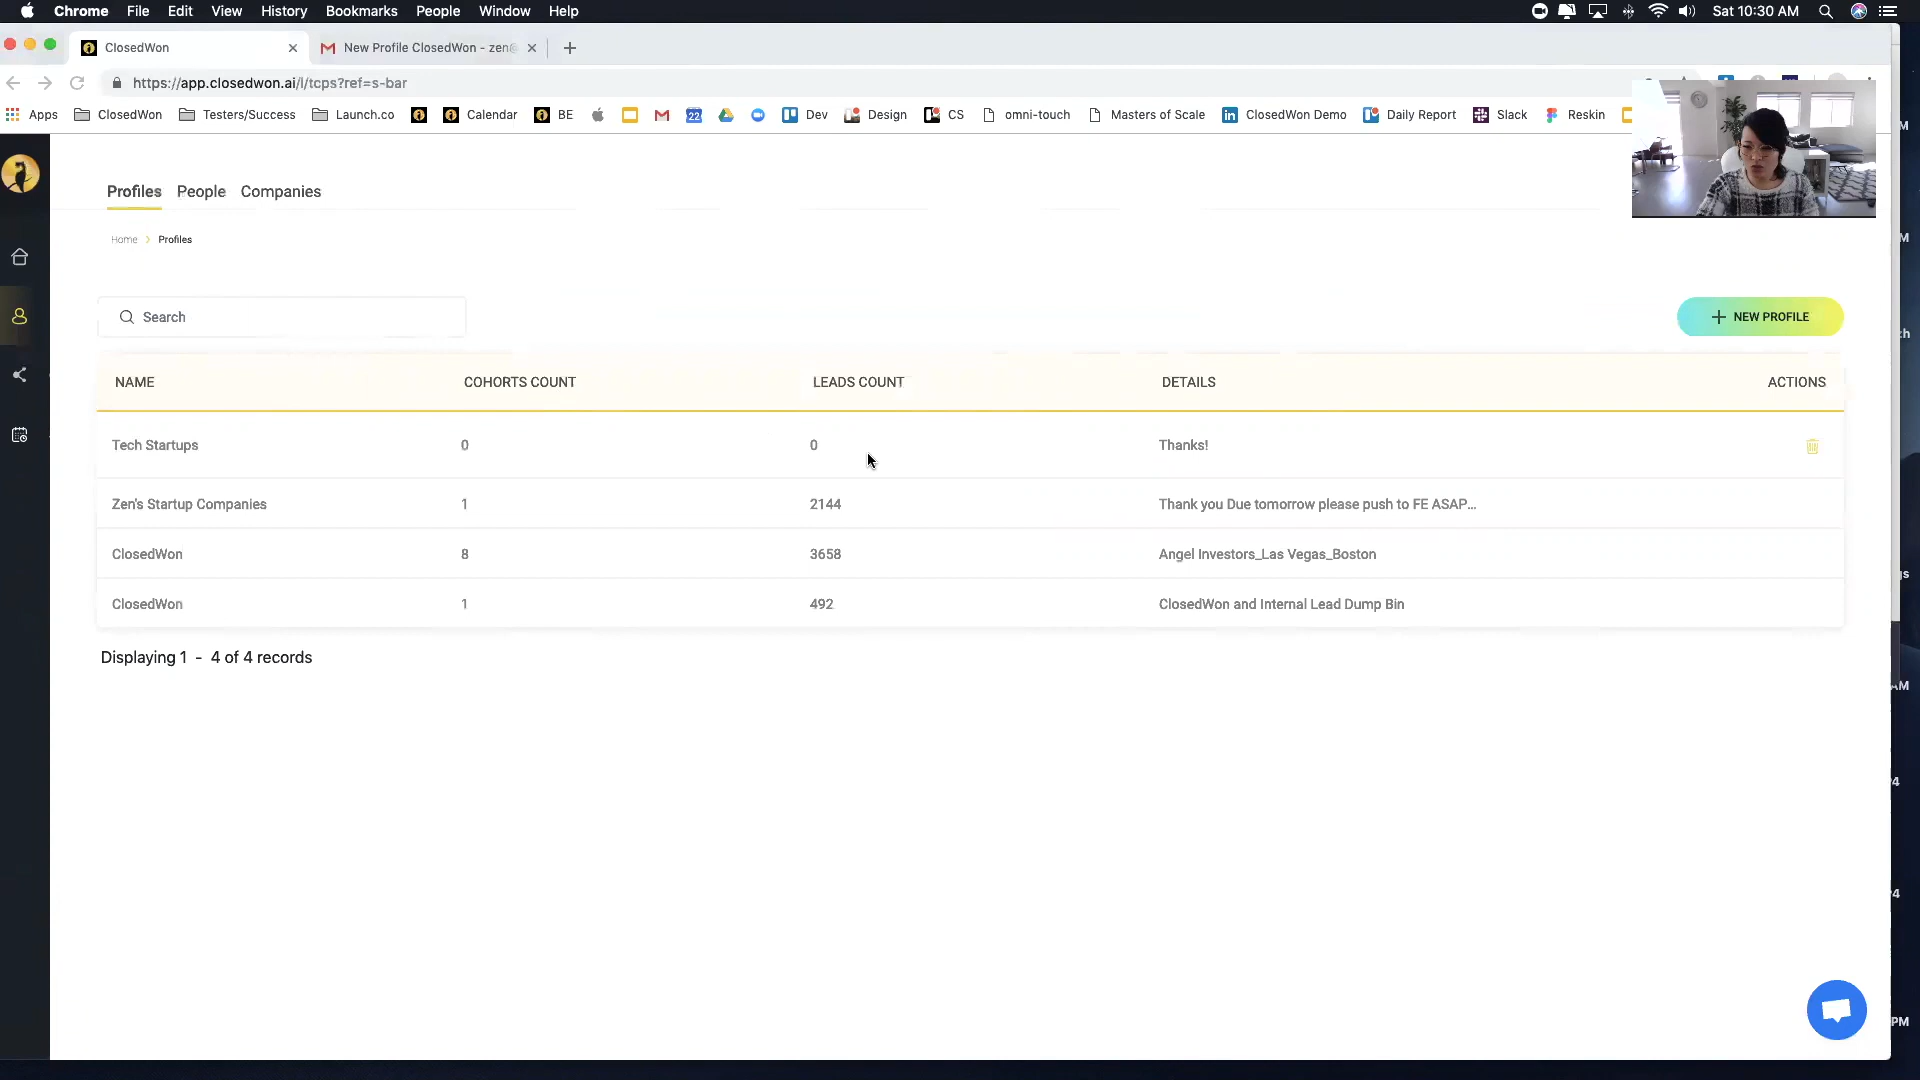 Chrome File Edit View History Bookmarks People Window Help Sat 10:30 AM
ClosedWon New Profile ClosedWon - zen@
https://app.closedwon.ai/l/tcps?ref=s-bar
Apps ClosedWon Testers/Success Launch.co Calendar BE 22 Dev Design CS omni-touch Masters of Scale ClosedWon Demo Daily Report Slack Reskin
Profiles People Companies
Home > Profiles
Search
+ NEW PROFILE
NAME COHORTS COUNT LEADS COUNT DETAILS ACTIONS
Tech Startups 0 0 Thanks!
Zen's Startup Companies 1 2144 Thank you Due tomorrow please push to FE ASAP...
ClosedWon 8 3658 Angel Investors_Las Vegas_Boston
ClosedWon 1 492 ClosedWon and Internal Lead Dump Bin
Displaying 1 - 4 of 4 records
PM